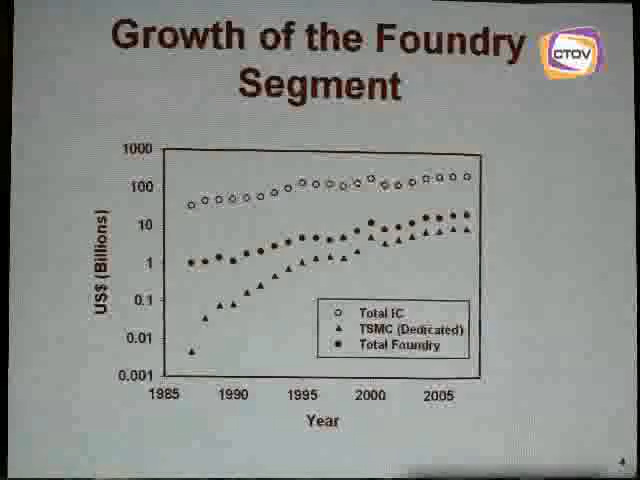 Growth of the Foundry
Segment
CTOV
1000
100
10
1
0.1
0.01
0.001
US$ (Billions)
Total IC
TSMC (Dedicated)
Total Foundry
1985
1990
1995
2000
2005
Year
4